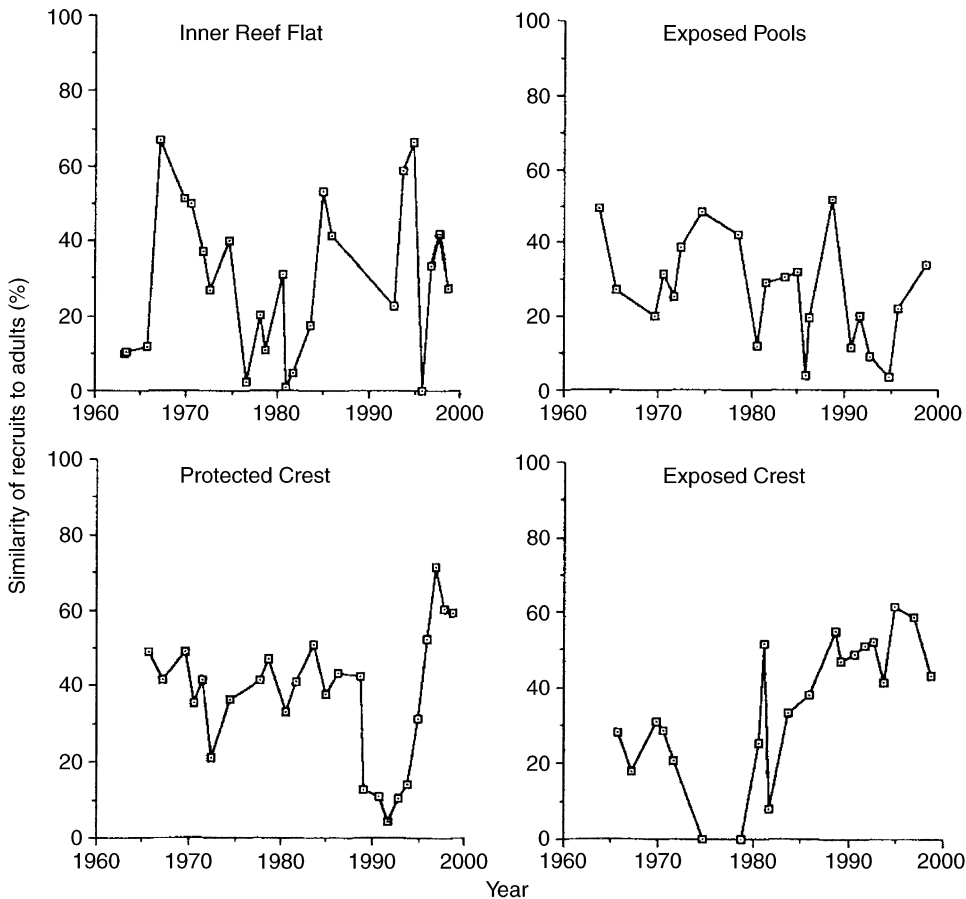 Similarity of recruits to adults (%)
Inner Reef Flat
100
80
60
40
20
0
1960 1970 1980 1990 2000
Exposed Pools
100
80
60
40
20
0
1960 1970 1980 1990 2000
Protected Crest
100
80
60
40
20
0
1960 1970 1980 1990 2000
Exposed Crest
100
80
60
40
20
0
1960 1970 1980 1990 2000
Year